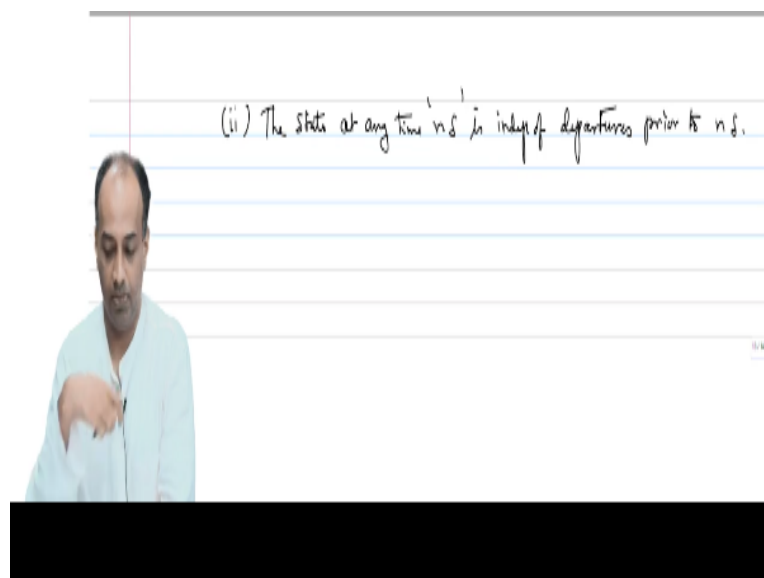 (ii) The state at any time 'nδ' is indep of departures prior to nδ.